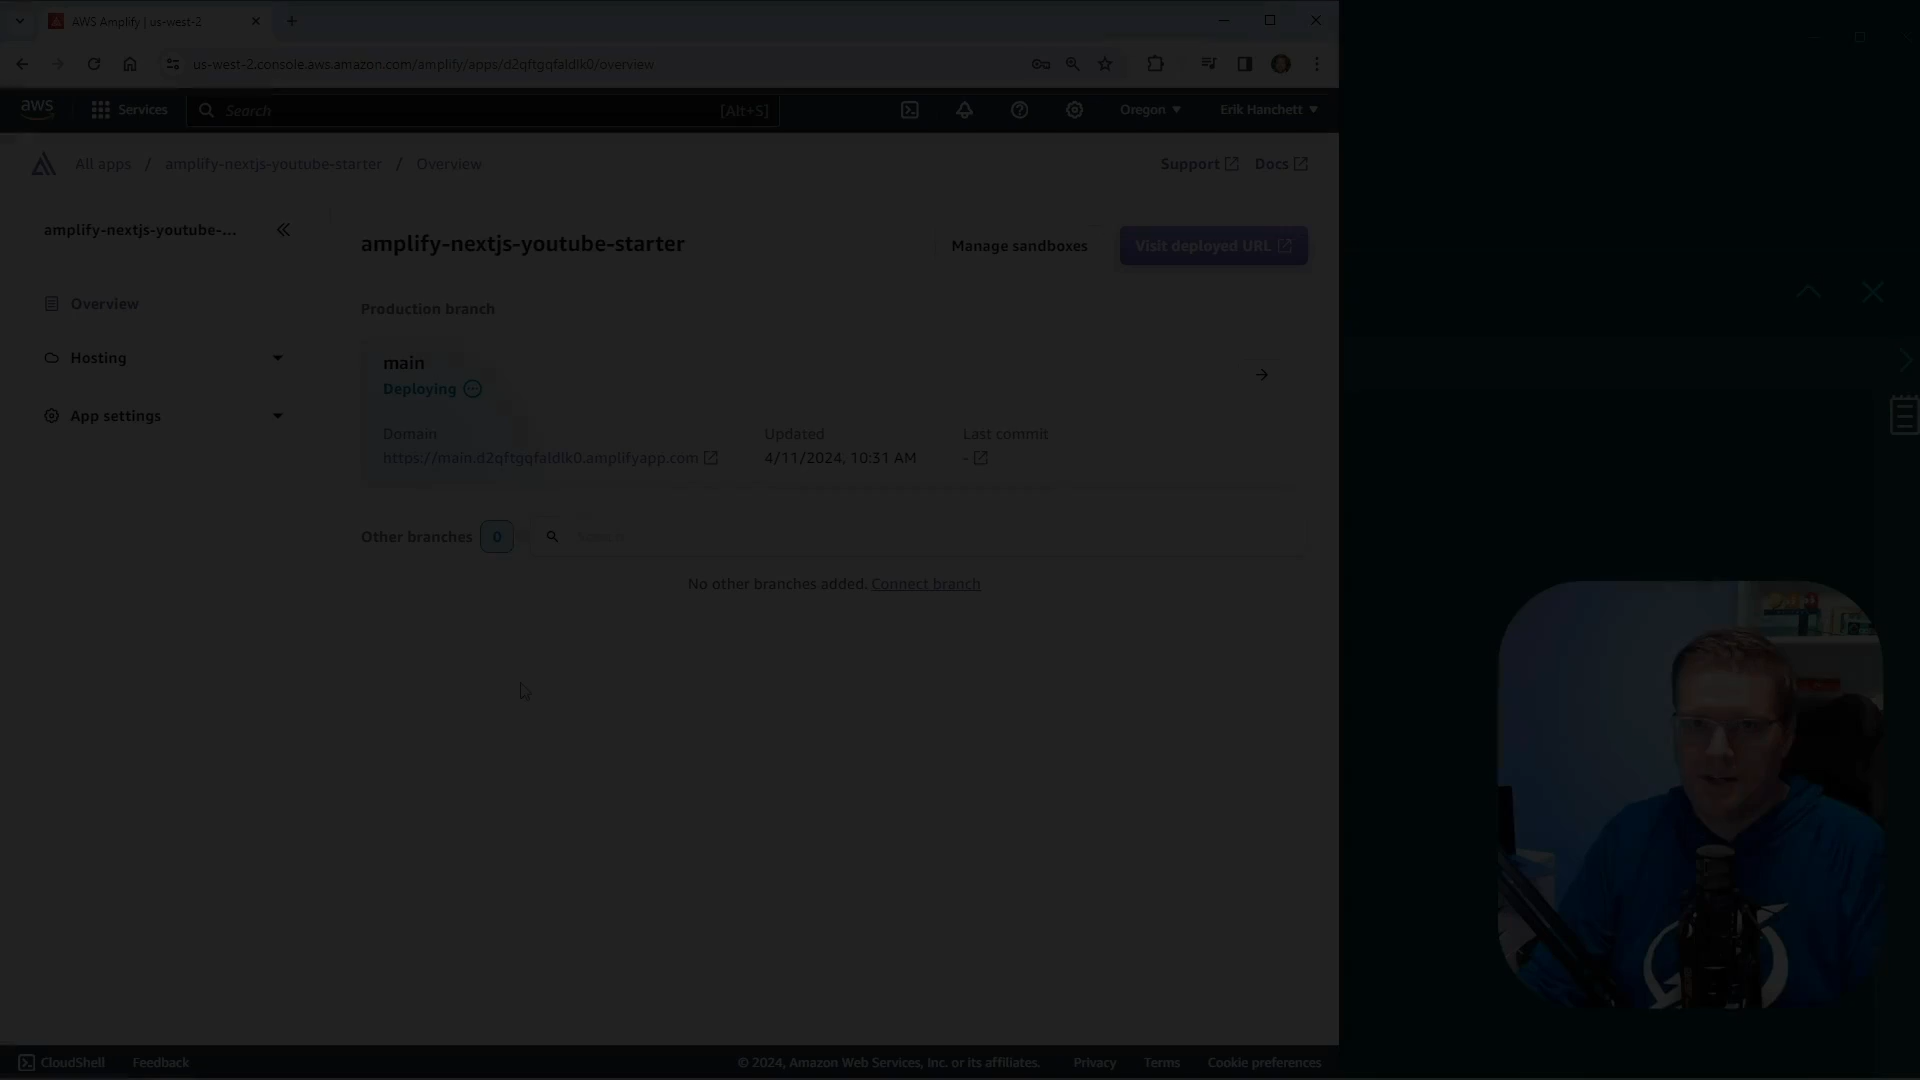 AWS Amplify | us-west-2
us-west-2.console.aws.amazon.com/amplify/apps/d2qftgqfaldlk0/overview
aws
Services
Search
[Alt+S]
Oregon
Erik Hanchett
All apps / amplify-nextjs-youtube-starter / Overview
Support
Docs
amplify-nextjs-youtube-...
Overview
Hosting
App settings
amplify-nextjs-youtube-starter
Manage sandboxes
Visit deployed URL
Production branch
main
Deploying
Domain
Updated
Last commit
https://main.d2qftgqfaldlk0.amplifyapp.com
4/11/2024, 10:31 AM
-
Other branches 0
Search
No other branches added. Connect branch
CloudShell
Feedback
© 2024, Amazon Web Services, Inc. or its affiliates.
Privacy
Terms
Cookie preferences